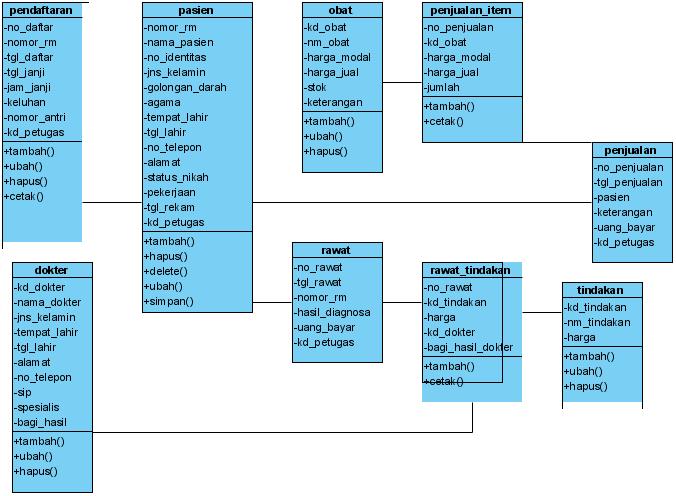 pendaftaran
-no_daftar
-nomor_rm
-tgl_daftar
-tgl_janji
-jam_janji
-keluhan
-nomor_antri
-kd_petugas
+tambah()
+ubah()
+hapus()
+cetak()
pasien
-nomor_rm
-nama_pasien
-no_identitas
-jns_kelamin
-golongan_darah
-agama
-tempat_lahir
-tgl_lahir
-no_telepon
-alamat
-status_nikah
-pekerjaan
-tgl_rekam
-kd_petugas
+tambah()
+hapus()
+delete()
+ubah()
+simpan()
obat
-kd_obat
-nm_obat
-harga_modal
-harga_jual
-stok
-keterangan
+tambah()
+ubah()
+hapus()
penjualan_item
-no_penjualan
-kd_obat
-harga_modal
-harga_jual
-jumlah
+tambah()
+cetak()
penjualan
-no_penjualan
-tgl_penjualan
-pasien
-keterangan
-uang_bayar
-kd_petugas
dokter
-kd_dokter
-nama_dokter
-jns_kelamin
-tempat_lahir
-tgl_lahir
-alamat
-no_telepon
-sip
-spesialis
-bagi_hasil
+tambah()
+ubah()
+hapus()
rawat
-no_rawat
-tgl_rawat
-nomor_rm
-hasil_diagnosa
-uang_bayar
-kd_petugas
rawat_tindakan
-no_rawat
-kd_tindakan
-harga
-kd_dokter
-bagi_hasil_dokter
+tambah()
+cetak()
tindakan
-kd_tindakan
-nm_tindakan
-harga
+tambah()
+ubah()
+hapus()